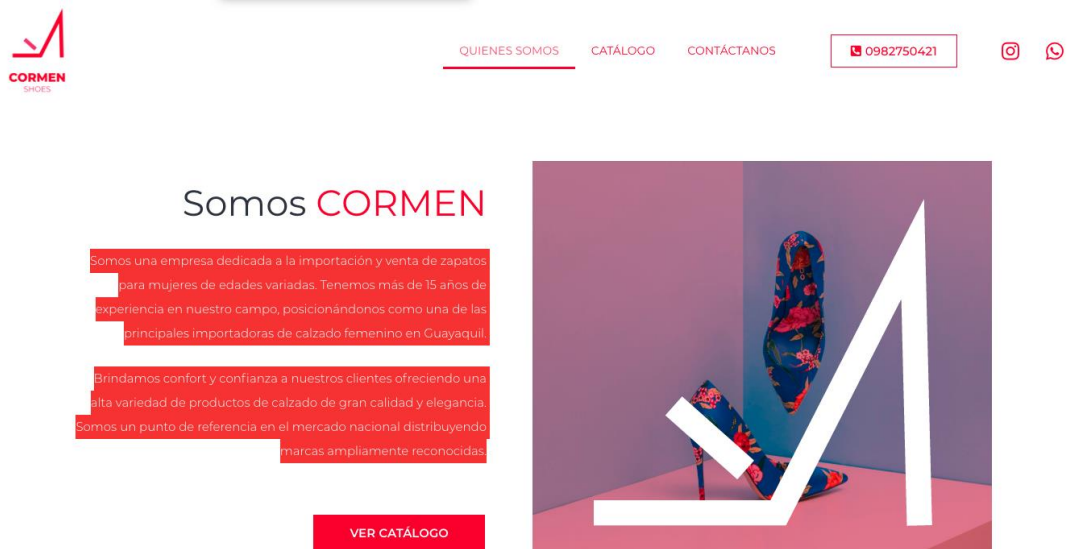 CORMEN
SHOES
QUIENES SOMOS
CATÁLOGO
CONTÁCTANOS
0982750421
Somos CORMEN
Somos una empresa dedicada a la importación y venta de zapatos
para mujeres de edades variadas. Tenemos más de 15 años de
experiencia en nuestro campo, posicionándonos como una de las
principales importadoras de calzado femenino en Guayaquil.
Brindamos confort y confianza a nuestros clientes ofreciendo una
alta variedad de productos de calzado de gran calidad y elegancia.
Somos un punto de referencia en el mercado nacional distribuyendo
marcas ampliamente reconocidas.
VER CATÁLOGO